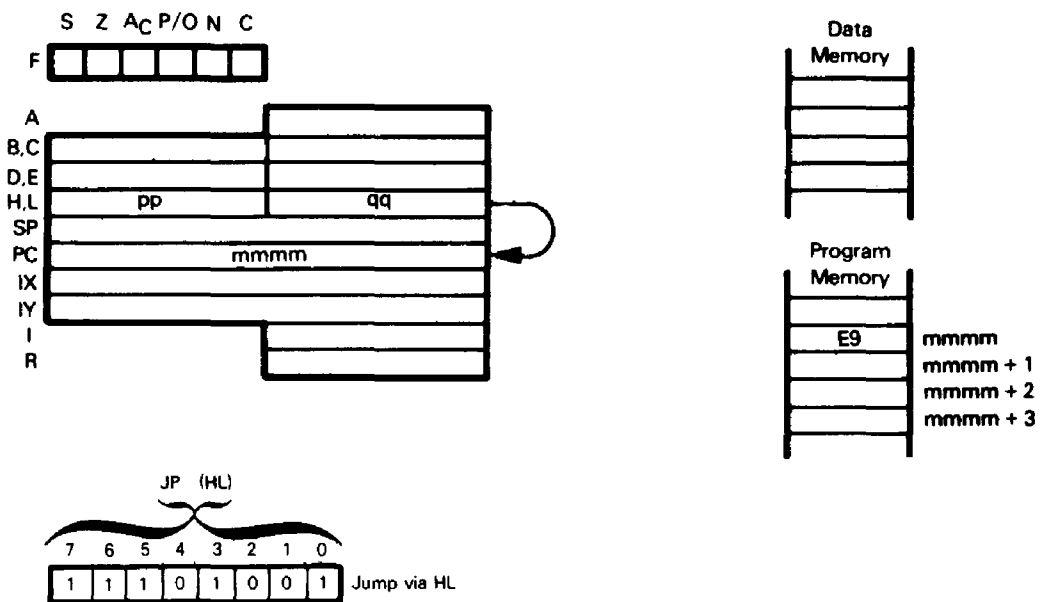 S Z AC P/O N C
F
A
B,C
D,E
H,L pp qq
SP
PC mmmm
IX
IY
I
R
Data
Memory
Program
Memory
E9 mmmm
mmmm + 1
mmmm + 2
mmmm + 3
JP (HL)
7 6 5 4 3 2 1 0
1 1 1 0 1 0 0 1 Jump via HL